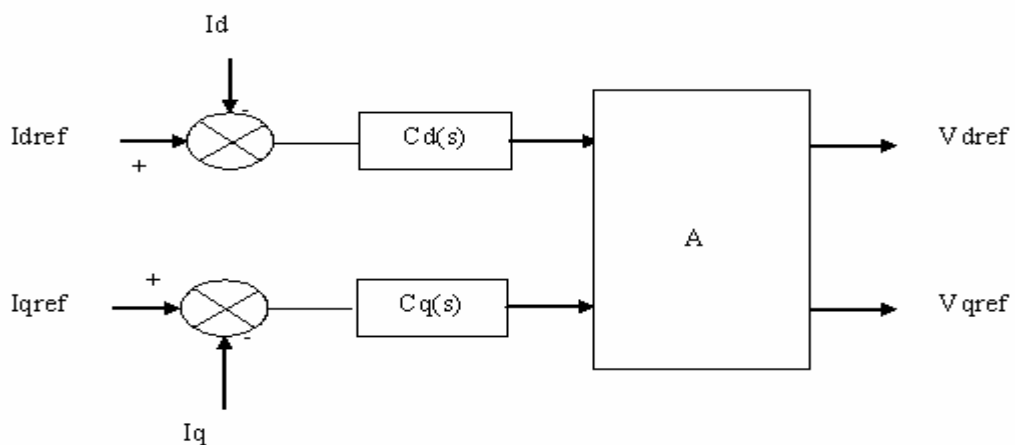 Id
-
Idref
+
Cd(s)
Vdref
A
+
Iqref
Cq(s)
Vqref
-
Iq